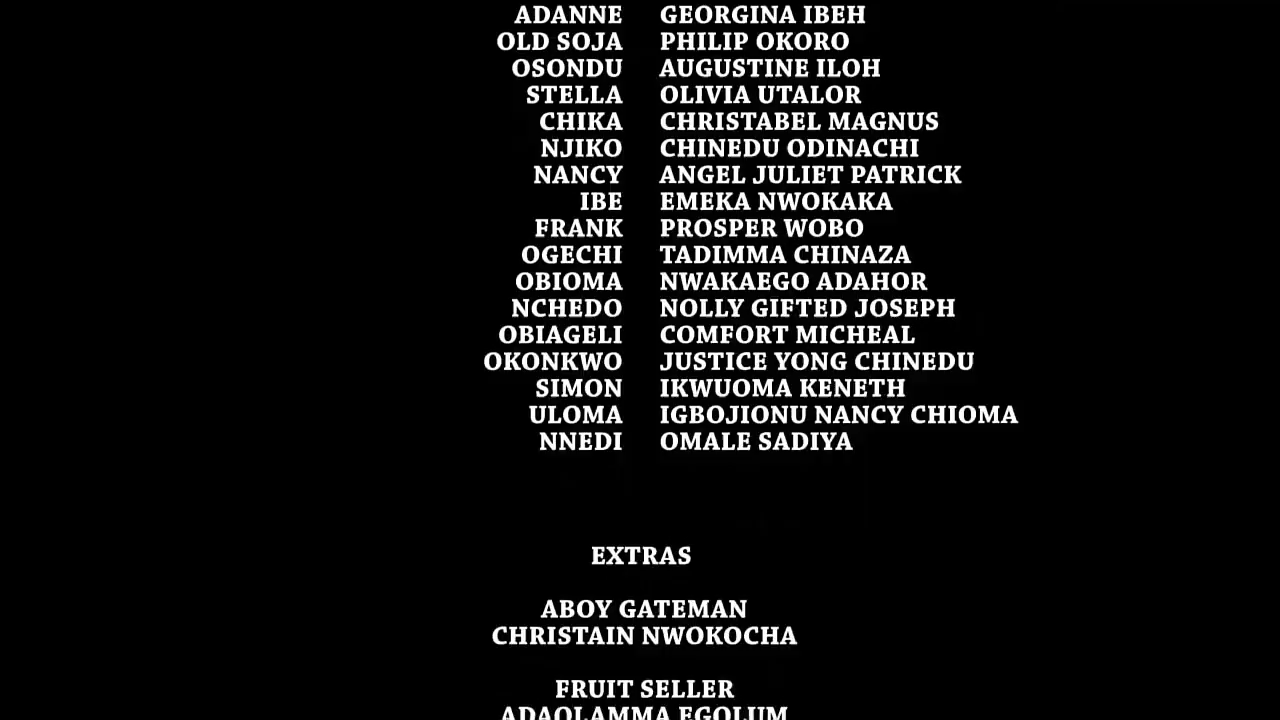 ADANNE GEORGINA IBEH
OLD SOJA PHILIP OKORO
OSONDU AUGUSTINE ILOH
STELLA OLIVIA UTALOR
CHIKA CHRISTABEL MAGNUS
NJIKO CHINEDU ODINACHI
NANCY ANGEL JULIET PATRICK
IBE EMEKA NWOKAKA
FRANK PROSPER WOBO
OGECHI TADIMMA CHINAZA
OBIOMA NWAKAEGO ADAHOR
NCHEDO NOLLY GIFTED JOSEPH
OBIAGELI COMFORT MICHEAL
OKONKWO JUSTICE YONG CHINEDU
SIMON IKWUOMA KENETH
ULOMA IGBOJIONU NANCY CHIOMA
NNEDI OMALE SADIYA
EXTRAS
ABOY GATEMAN
CHRISTAIN NWOKOCHA
FRUIT SELLER
ADAOLAMMA EGOLUM